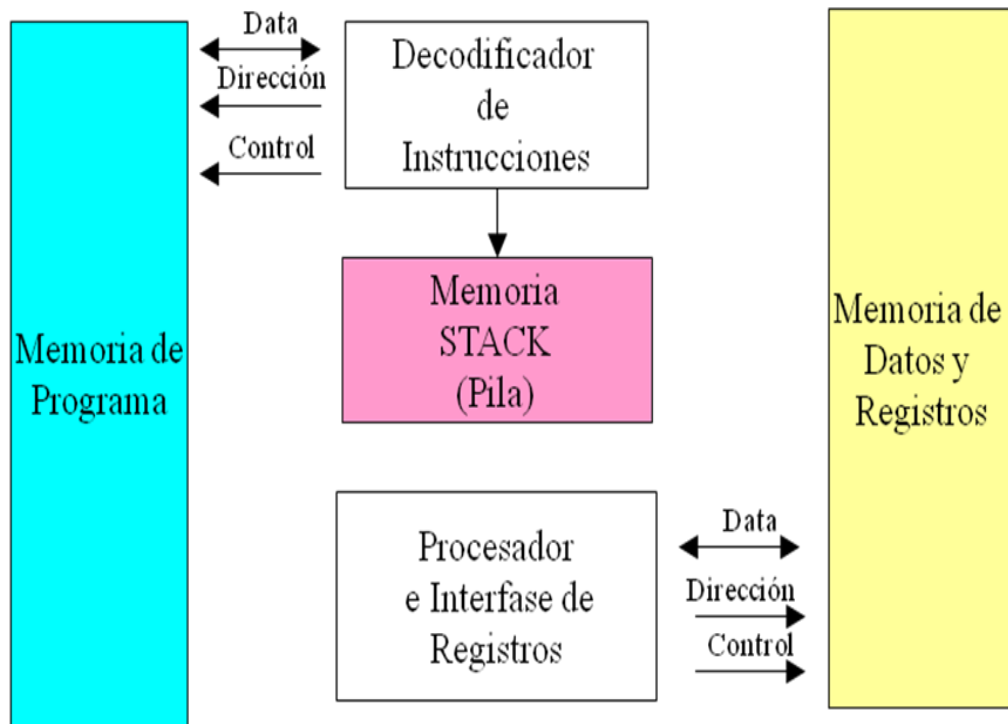 Data
Dirección
Control
Decodificador
de
Instrucciones
Memoria
STACK
(Pila)
Memoria de
Programa
Memoria de
Datos y
Registros
Procesador
e Interfase de
Registros
Data
Dirección
Control